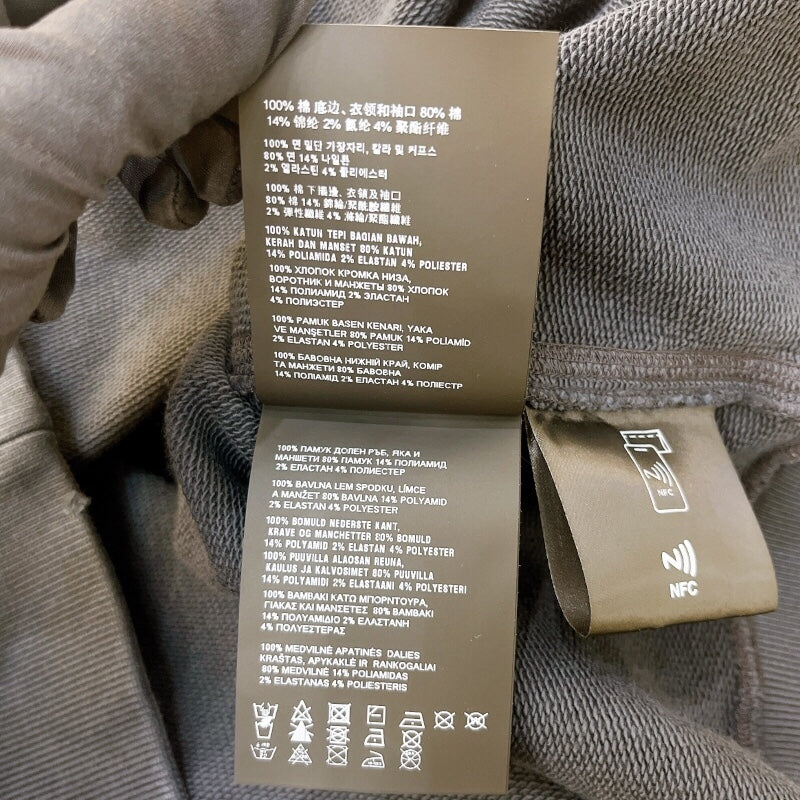 100% 棉 底边、衣领和袖口 80% 棉
14% 锦纶 2% 氨纶 4% 聚酯纤维
100% 면 밑단 가장자리, 칼라 및 커프스
80% 면 14% 나일론
2% 엘라스틴 4% 폴리에스터
100% 棉 下擺邊、衣領及袖口
80% 棉 14% 錦綸/聚酰胺纖維
2% 彈性纖維 4% 滌綸/聚酯纖維
100% KATUN TEPI BAGIAN BAWAH,
KERAH DAN MANSET 80% KATUN
14% POLIAMIDA 2% ELASTAN 4% POLIESTER
100% ХЛОПОК КРОМКА НИЗА,
ВОРОТНИК И МАНЖЕТЫ 80% ХЛОПОК
14% ПОЛИАМИД 2% ЭЛАСТАН
4% ПОЛИЭСТЕР
100% PAMUK BASEN KENARI, YAKA
VE MANŞETLER 80% PAMUK 14% POLİAMİD
2% ELASTAN 4% POLYESTER
100% БАВОВНА НИЖНІЙ КРАЙ, КОМІР
ТА МАНЖЕТИ 80% БАВОВНА
14% ПОЛІАМІД 2% ЕЛАСТАН 4% ПОЛІЕСТР
100% ПАМУК ДОЛЕН РЪБ, ЯКА И
МАНШЕТИ 80% ПАМУК 14% ПОЛИАМИД
2% ЕЛАСТАН 4% ПОЛИЕСТЕР
100% BAVLNA LEM SPODKU, LÍMCE
A MANŽET 80% BAVLNA 14% POLYAMID
2% ELASTAN 4% POLYESTER
100% BOMULD NEDERSTE KANT,
KRAVE OG MANCHETTER 80% BOMULD
14% POLYAMID 2% ELASTAN 4% POLYESTER
100% PUUVILLA ALAOSAN REUNA,
KAULUS JA KALVOSIMET 80% PUUVILLA
14% POLYAMIDI 2% ELASTAANI 4% POLYESTERI
100% ΒΑΜΒΑΚΙ ΚΑΤΩ ΜΠΟΡΝΤΟΥΡΑ,
ΓΙΑΚΑΣ ΚΑΙ ΜΑΝΣΕΤΕΣ 80% ΒΑΜΒΑΚΙ
14% ΠΟΛΥΑΜΙΔΙΟ 2% ΕΛΑΣΤΑΝΗ
4% ΠΟΛΥΕΣΤΕΡΑΣ
100% MEDVILNĖ APATINĖS DALIES
KRAŠTAS, APYKAKLĖ IR RANKOGALIAI
80% MEDVILNĖ 14% POLIAMIDAS
2% ELASTANAS 4% POLIESTERIS
NFC
NFC